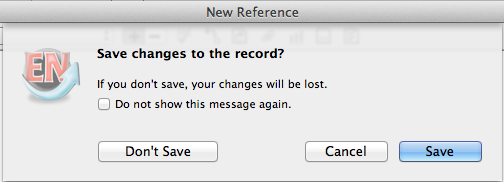 New Reference
EN
Save changes to the record?
If you don't save, your changes will be lost.
Do not show this message again.
Don't Save
Cancel
Save